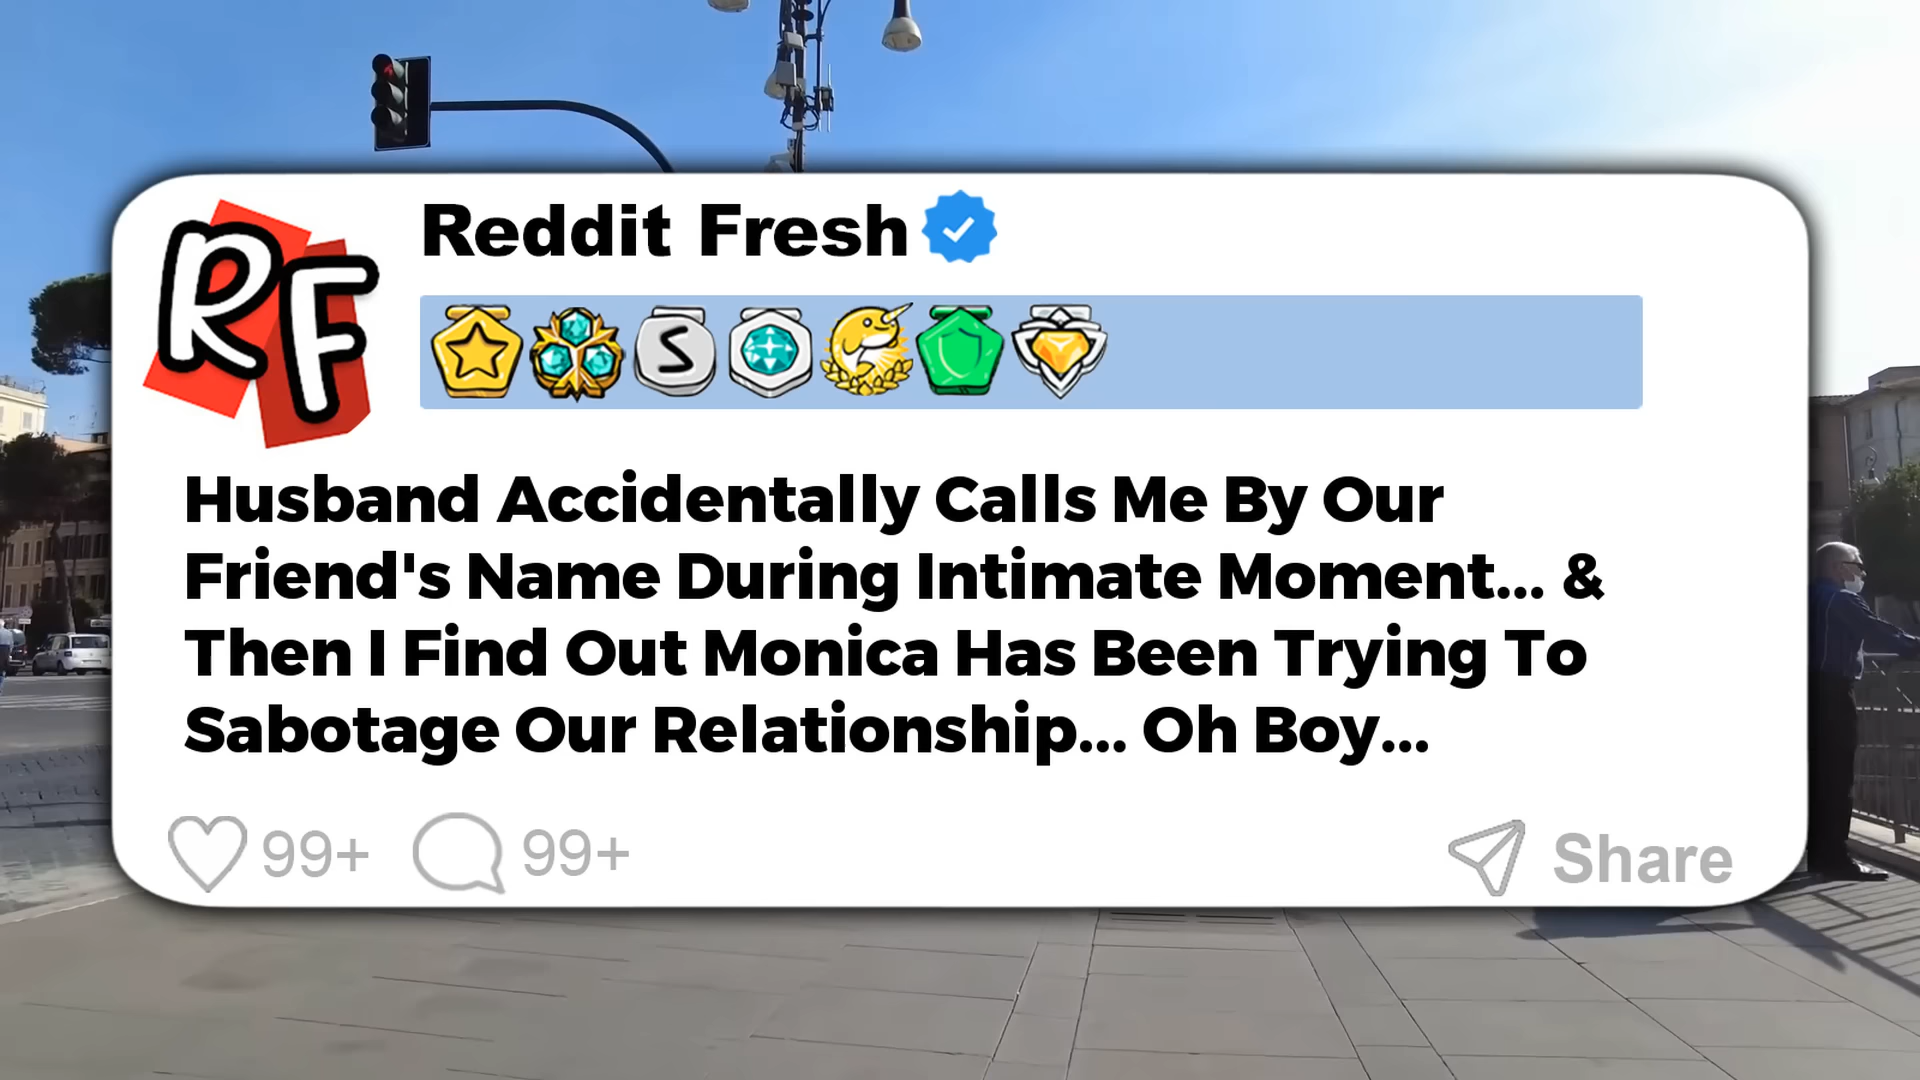 RF
Reddit Fresh
S
Husband Accidentally Calls Me By Our
Friend's Name During Intimate Moment... &
Then I Find Out Monica Has Been Trying To
Sabotage Our Relationship... Oh Boy...
99+
99+
Share